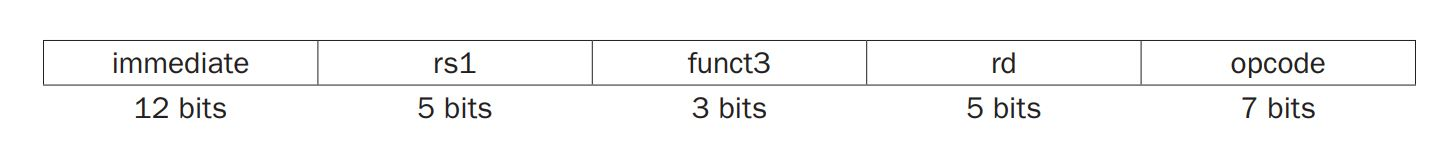 immediate rs1 funct3 rd opcode
12 bits 5 bits 3 bits 5 bits 7 bits